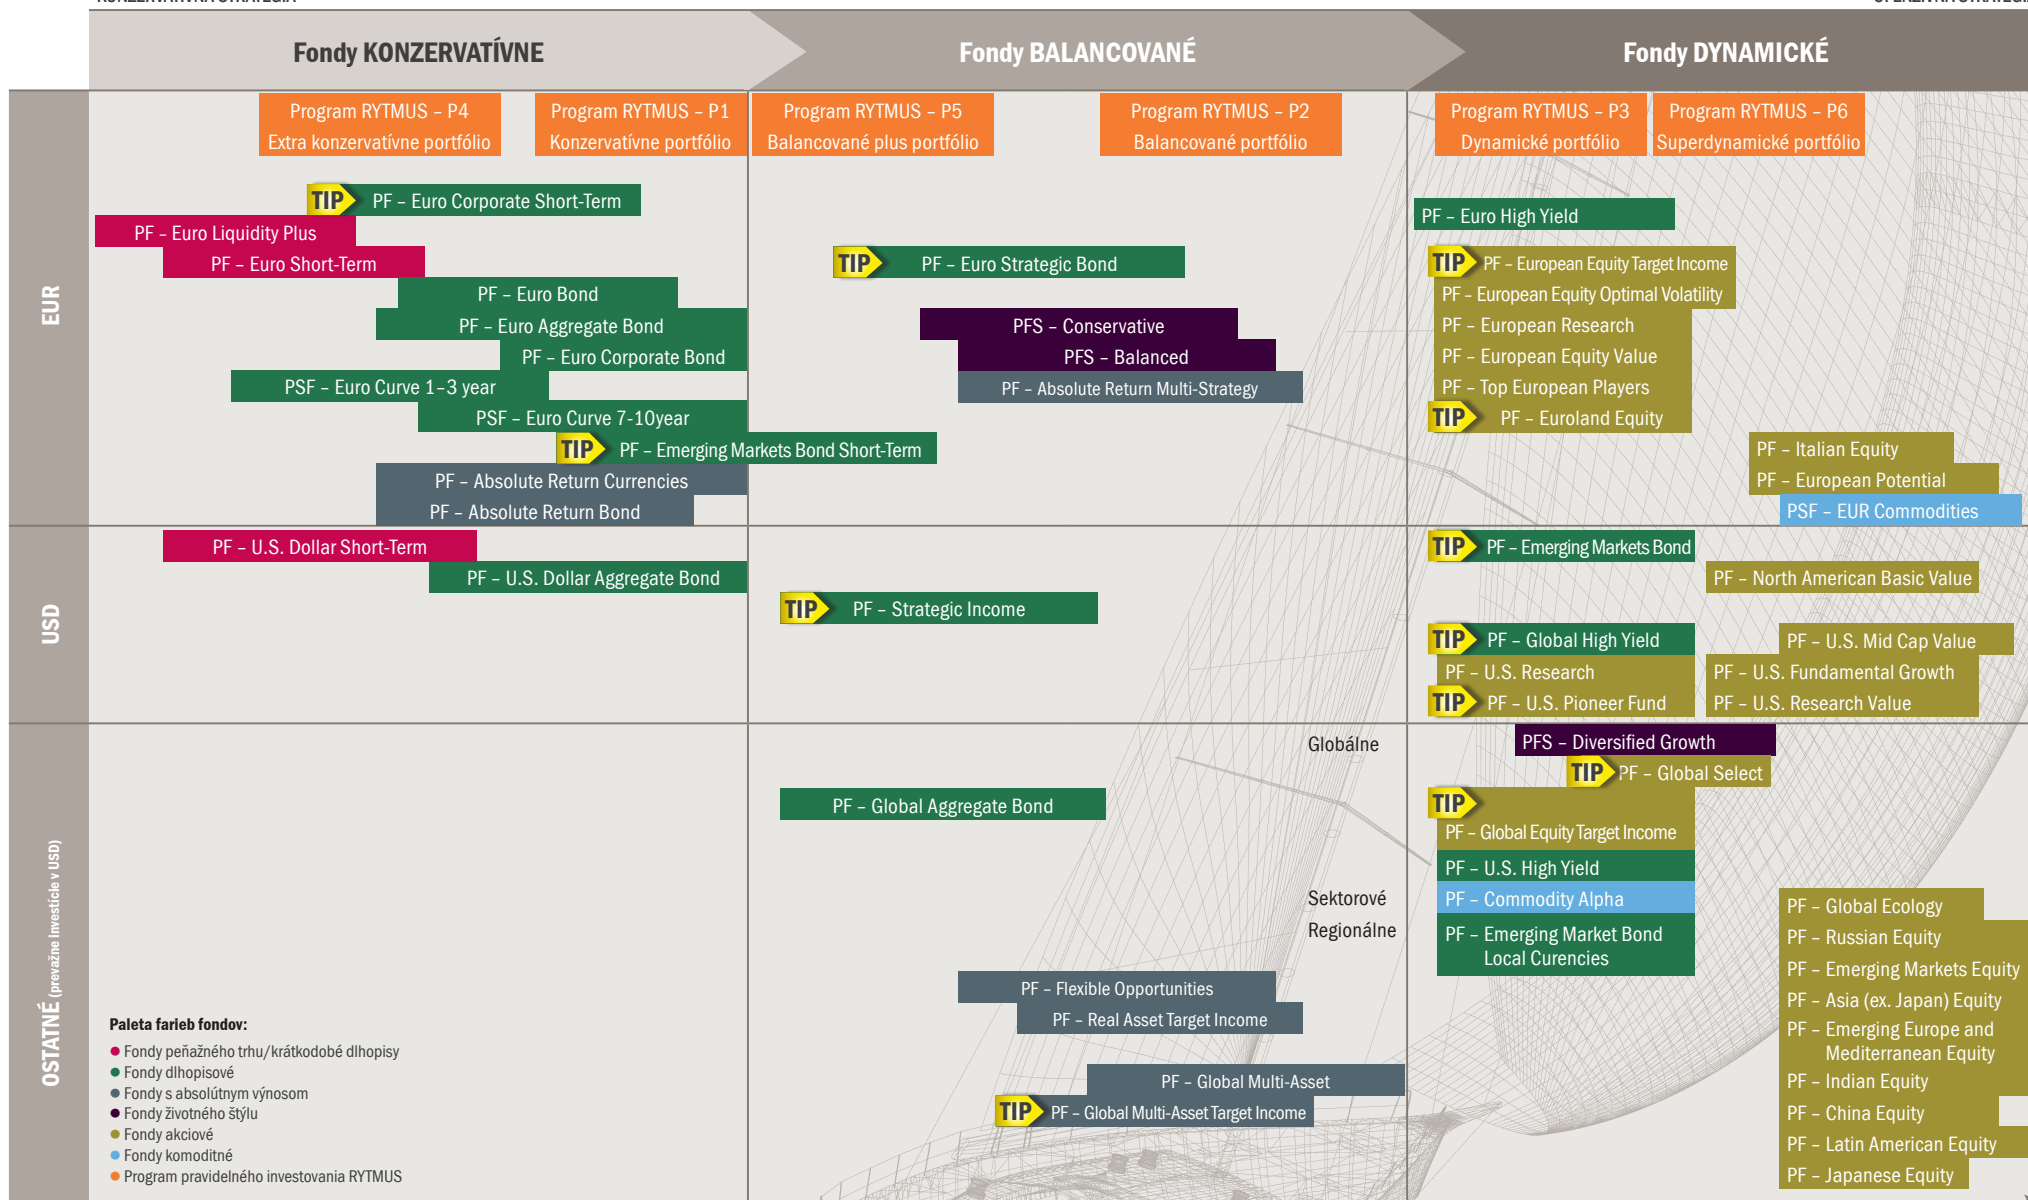 KONZERVATÍVNA STRATÉGIA
Fondy KONZERVATÍVNE
Fondy BALANCOVANÉ
Fondy DYNAMICKÉ
EUR
Program RYTMUS – P4
Extra konzervatívne portfólio
Program RYTMUS – P1
Konzervatívne portfólio
Program RYTMUS – P5
Balancované plus portfólio
Program RYTMUS – P2
Balancované portfólio
Program RYTMUS – P3
Dynamické portfólio
Program RYTMUS – P6
Superdynamické portfólio
TIP PF – Euro Corporate Short-Term
PF – Euro Liquidity Plus
PF – Euro Short-Term
PF – Euro Bond
PF – Euro Aggregate Bond
PF – Euro Corporate Bond
PSF – Euro Curve 1–3 year
PSF – Euro Curve 7-10year
TIP PF – Emerging Markets Bond Short-Term
PF – Absolute Return Currencies
PF – Absolute Return Bond
TIP PF – Euro Strategic Bond
PFS – Conservative
PFS – Balanced
PF – Absolute Return Multi-Strategy
PF – Euro High Yield
TIP PF – European Equity Target Income
PF – European Equity Optimal Volatility
PF – European Research
PF – European Equity Value
PF – Top European Players
TIP PF – Euroland Equity
PF – Italian Equity
PF – European Potential
PSF – EUR Commodities
USD
PF – U.S. Dollar Short-Term
PF – U.S. Dollar Aggregate Bond
TIP PF – Strategic Income
TIP PF – Emerging Markets Bond
PF – North American Basic Value
TIP PF – Global High Yield
PF – U.S. Mid Cap Value
PF – U.S. Research
PF – U.S. Fundamental Growth
TIP PF – U.S. Pioneer Fund
PF – U.S. Research Value
OSTATNÉ (prevažne investície v USD)
Globálne
PFS – Diversified Growth
TIP PF – Global Select
PF – Global Aggregate Bond
TIP
PF – Global Equity Target Income
PF – U.S. High Yield
Sektorové
PF – Commodity Alpha
Regionálne
PF – Emerging Market Bond
Local Curencies
PF – Flexible Opportunities
PF – Real Asset Target Income
PF – Global Multi-Asset
TIP PF – Global Multi-Asset Target Income
PF – Global Ecology
PF – Russian Equity
PF – Emerging Markets Equity
PF – Asia (ex. Japan) Equity
PF – Emerging Europe and
Mediterranean Equity
PF – Indian Equity
PF – China Equity
PF – Latin American Equity
PF – Japanese Equity
Paleta farieb fondov:
● Fondy peňažného trhu/krátkodobé dlhopisy
● Fondy dlhopisové
● Fondy s absolútnym výnosom
● Fondy životného štýlu
● Fondy akciové
● Fondy komoditné
● Program pravidelného investovania RYTMUS